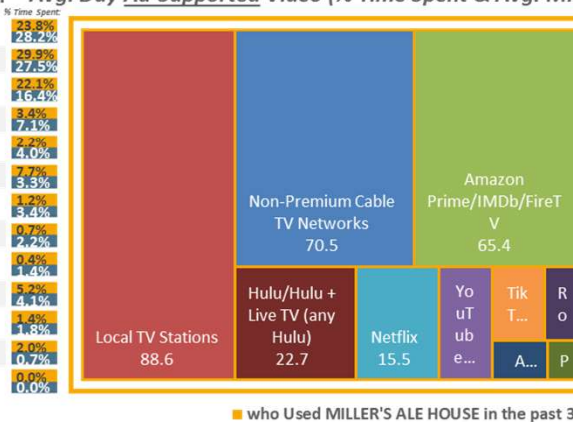 Avg. Day Ad-Supported Video (% Time Spent & Avg.
% Time Spent:
23.8%
28.2%
29.9%
27.5%
22.1%
16.4%
3.4%
7.1%
2.2%
4.0%
7.7%
3.3%
1.2%
3.4%
0.7%
2.2%
0.4%
1.4%
5.2%
4.1%
1.4%
1.8%
2.0%
0.7%
0.0%
0.0%
Local TV Stations
88.6
Non-Premium Cable
TV Networks
70.5
Amazon
Prime/IMDb/FireT
V
65.4
Hulu/Hulu +
Live TV (any
Hulu)
22.7
Netflix
15.5
Yo
uT
ub
e...
Tik
T...
R
o
A...
P
who Used MILLER'S ALE HOUSE in the past 3